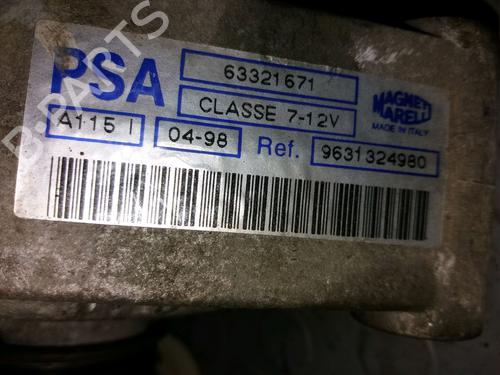 PSA
63321671
CLASSE 7-12V
MAGNETI
MARELLI
MADE IN ITALY
A115 I
04-98
Ref.
9631324980
B-PARTS